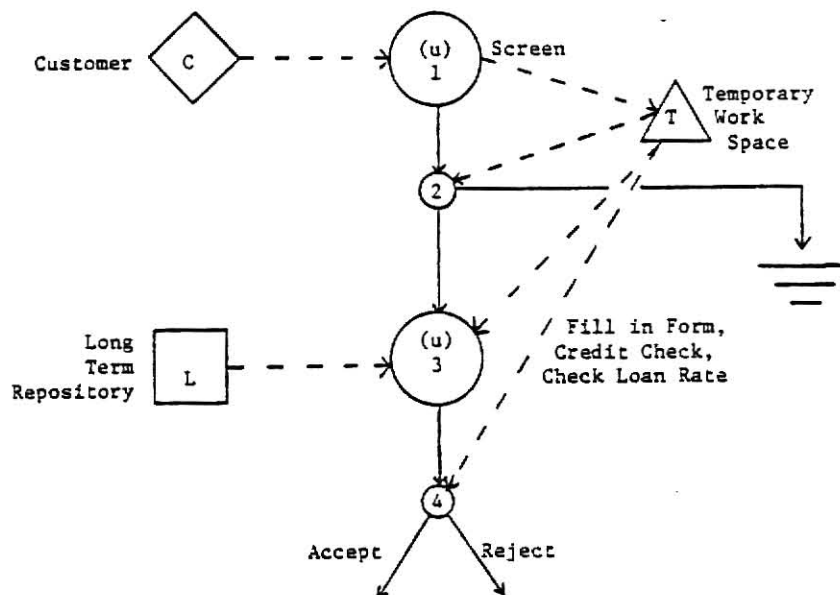 Customer
C
(u)
1
Screen
T
Temporary
Work
Space
2
Long
Term
Repository
L
(u)
3
Fill in Form,
Credit Check,
Check Loan Rate
4
Accept
Reject